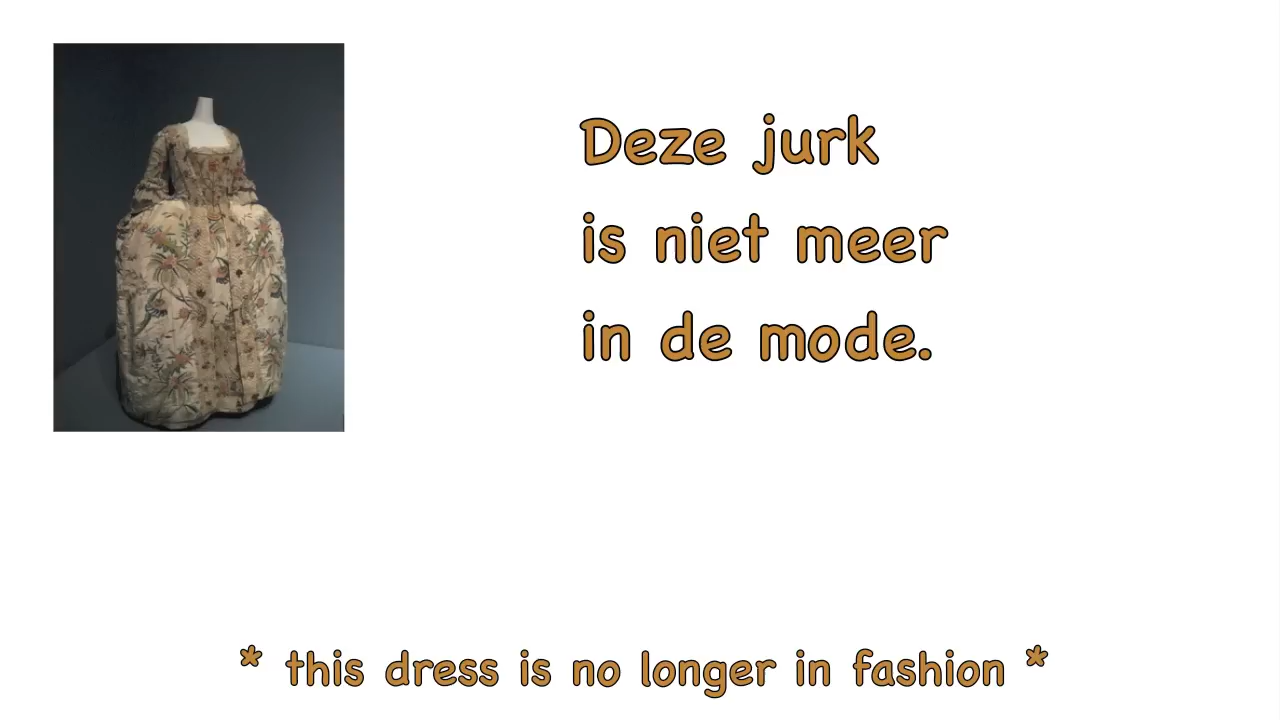 Deze jurk
is niet meer
in de mode.
* this dress is no longer in fashion *